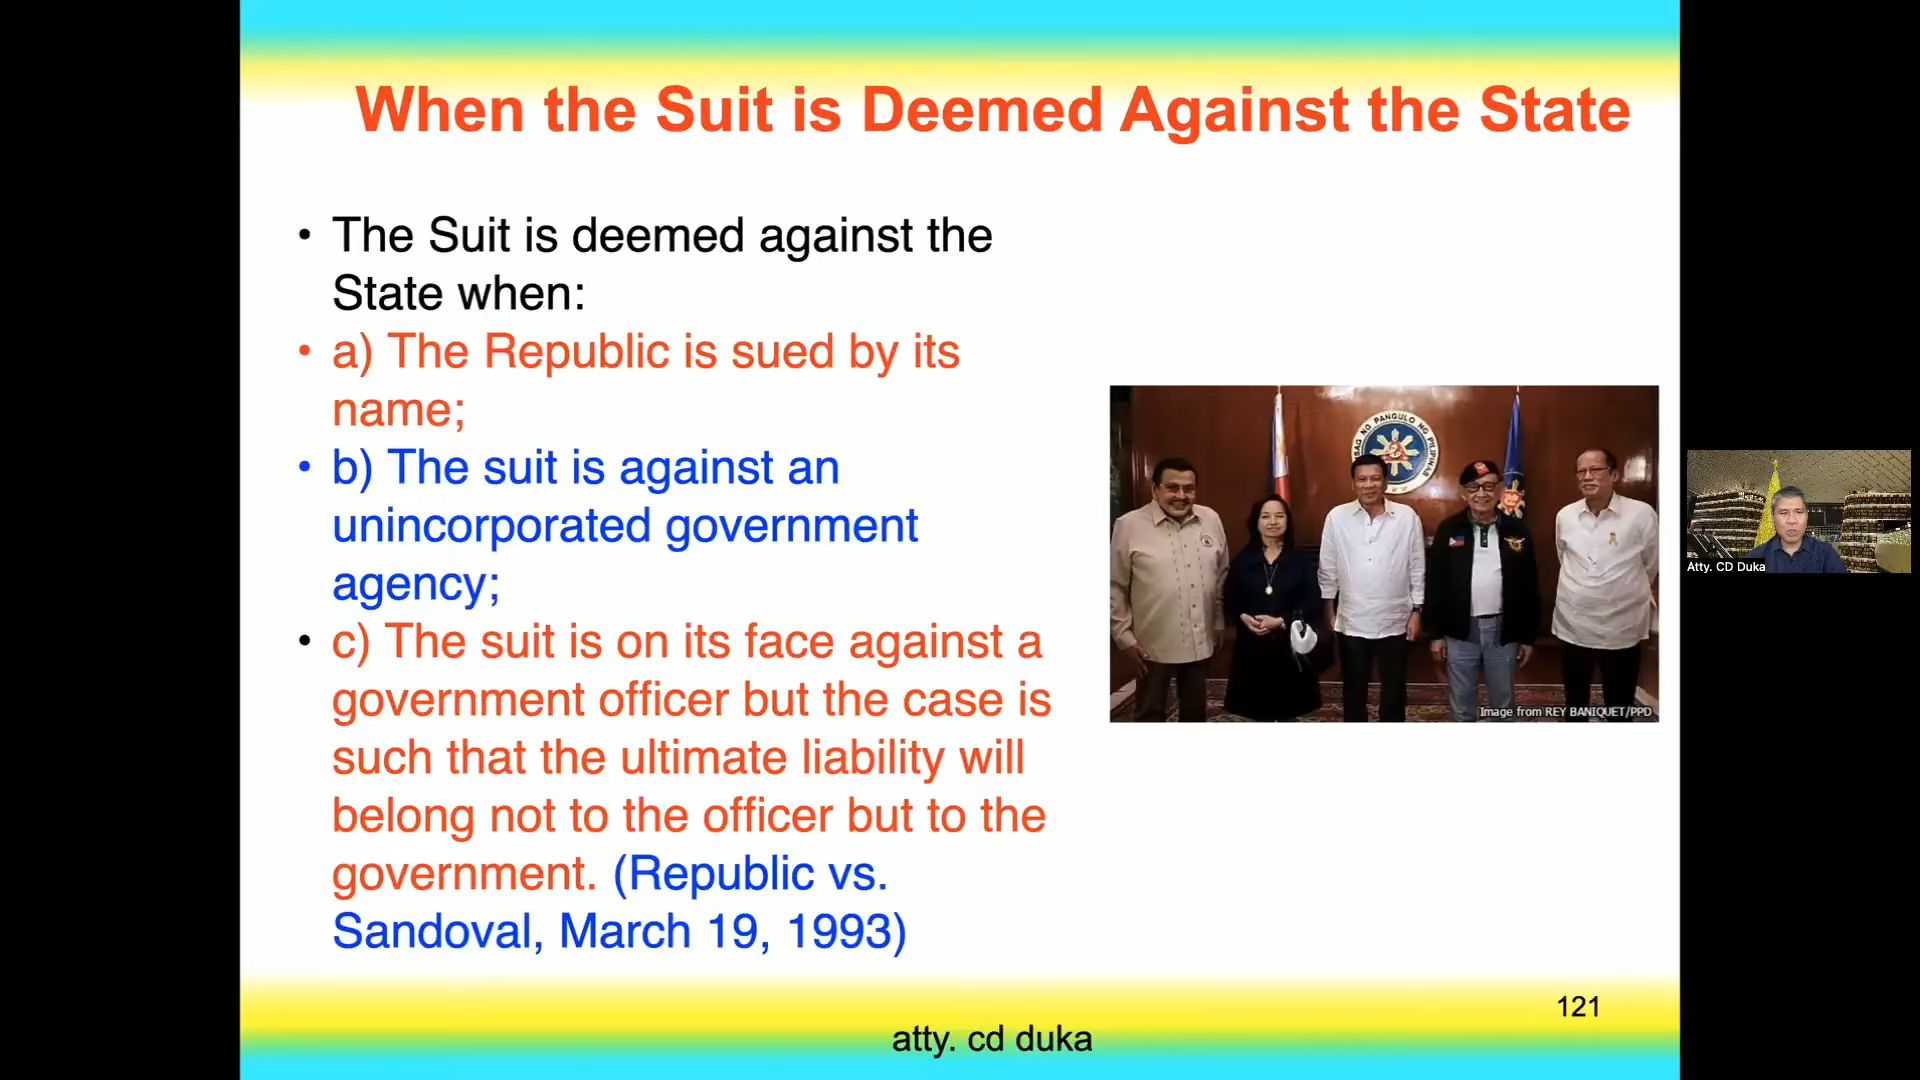 When the Suit is Deemed Against the State
• The Suit is deemed against the
State when:
• a) The Republic is sued by its
name;
• b) The suit is against an
unincorporated government
agency;
• c) The suit is on its face against a
government officer but the case is
such that the ultimate liability will
belong not to the officer but to the
government. (Republic vs.
Sandoval, March 19, 1993)
Image from REY BANIQUET/PPD
Atty. CD Duka
121
atty. cd duka